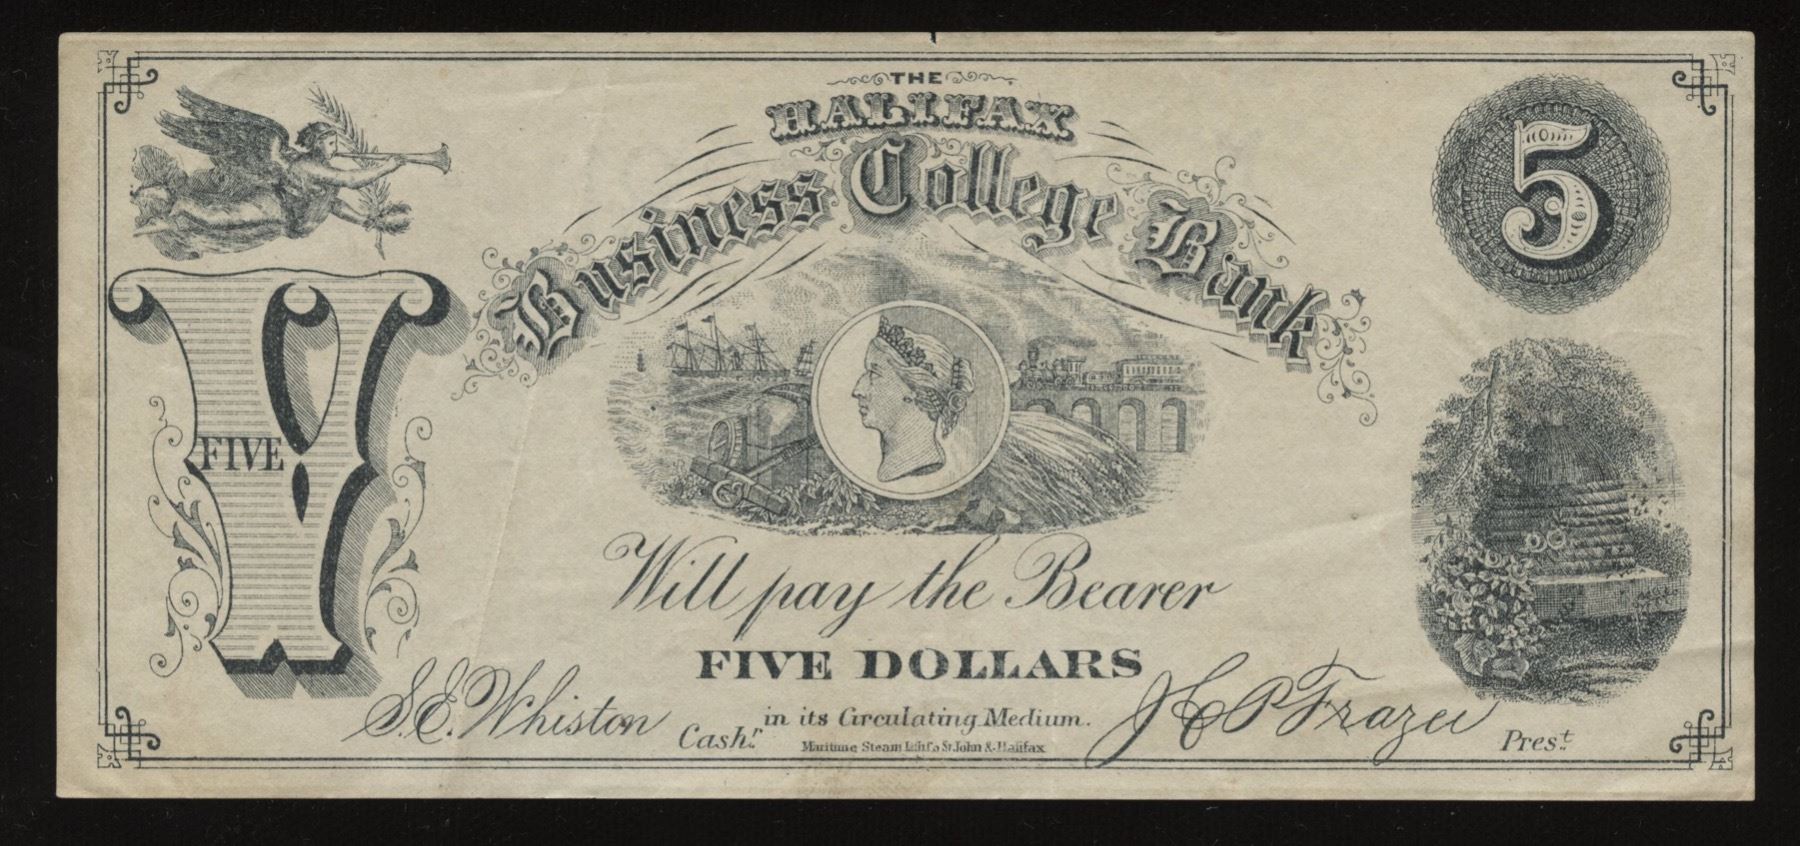 THE
HALIFAX
Business College Bank
5
V
FIVE
Will pay the Bearer
FIVE DOLLARS
in its Circulating Medium.
S. E. Whiston Cash.r
J C P Frazee Pres.t
Maritime Steam Lith Co St. John & Halifax